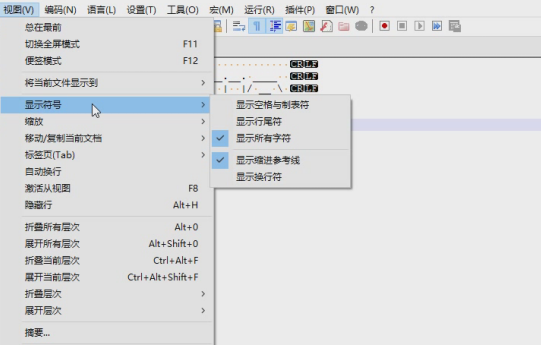 视图(V) 编码(N) 语言(L) 设置(T) 工具(O) 宏(M) 运行(R) 插件(P) 窗口(W) ?
总在最前
切换全屏模式 F11
便签模式 F12
将当前文件显示到 >
显示符号 >
缩放 >
移动/复制当前文档 >
标签页(Tab) >
自动换行
激活从视图 F8
隐藏行 Alt+H
折叠所有层次 Alt+0
展开所有层次 Alt+Shift+0
折叠当前层次 Ctrl+Alt+F
展开当前层次 Ctrl+Alt+Shift+F
折叠层次 >
展开层次 >
摘要...
CRLF
CRLF
CRLF
显示空格与制表符
显示行尾符
显示所有字符
显示缩进参考线
显示换行符